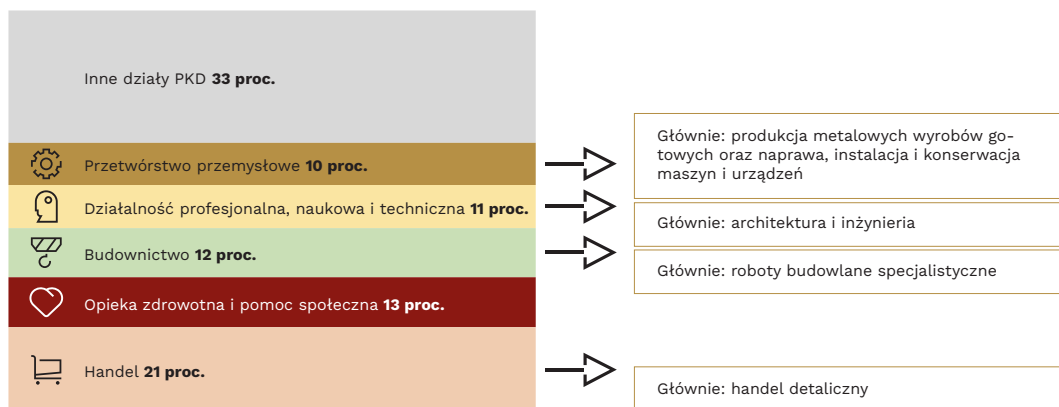 Inne działy PKD 33 proc.
Przetwórstwo przemysłowe 10 proc.
Głównie: produkcja metalowych wyrobów go-
towych oraz naprawa, instalacja i konserwacja
maszyn i urządzeń
Działalność profesjonalna, naukowa i techniczna 11 proc.
Głównie: architektura i inżynieria
Budownictwo 12 proc.
Głównie: roboty budowlane specjalistyczne
Opieka zdrowotna i pomoc społeczna 13 proc.
Handel 21 proc.
Głównie: handel detaliczny